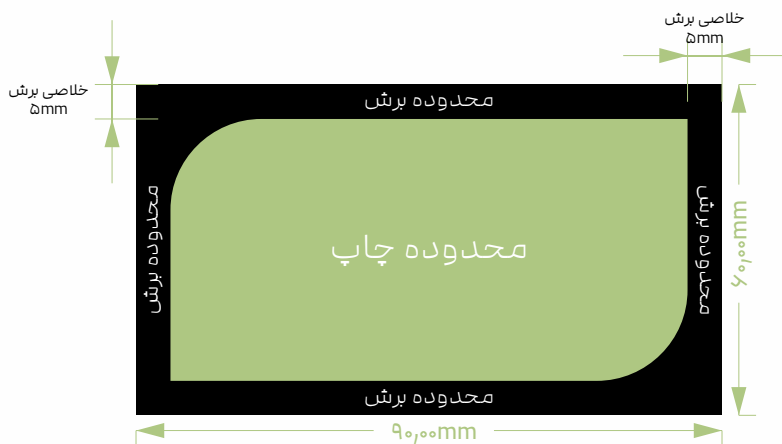 خلاصی برش
۵mm
خلاصی برش
۵mm
محدوده برش
محدوده برش
محدوده چاپ
محدوده برش
۶۰,۰۰mm
محدوده برش
۹۰,۰۰mm